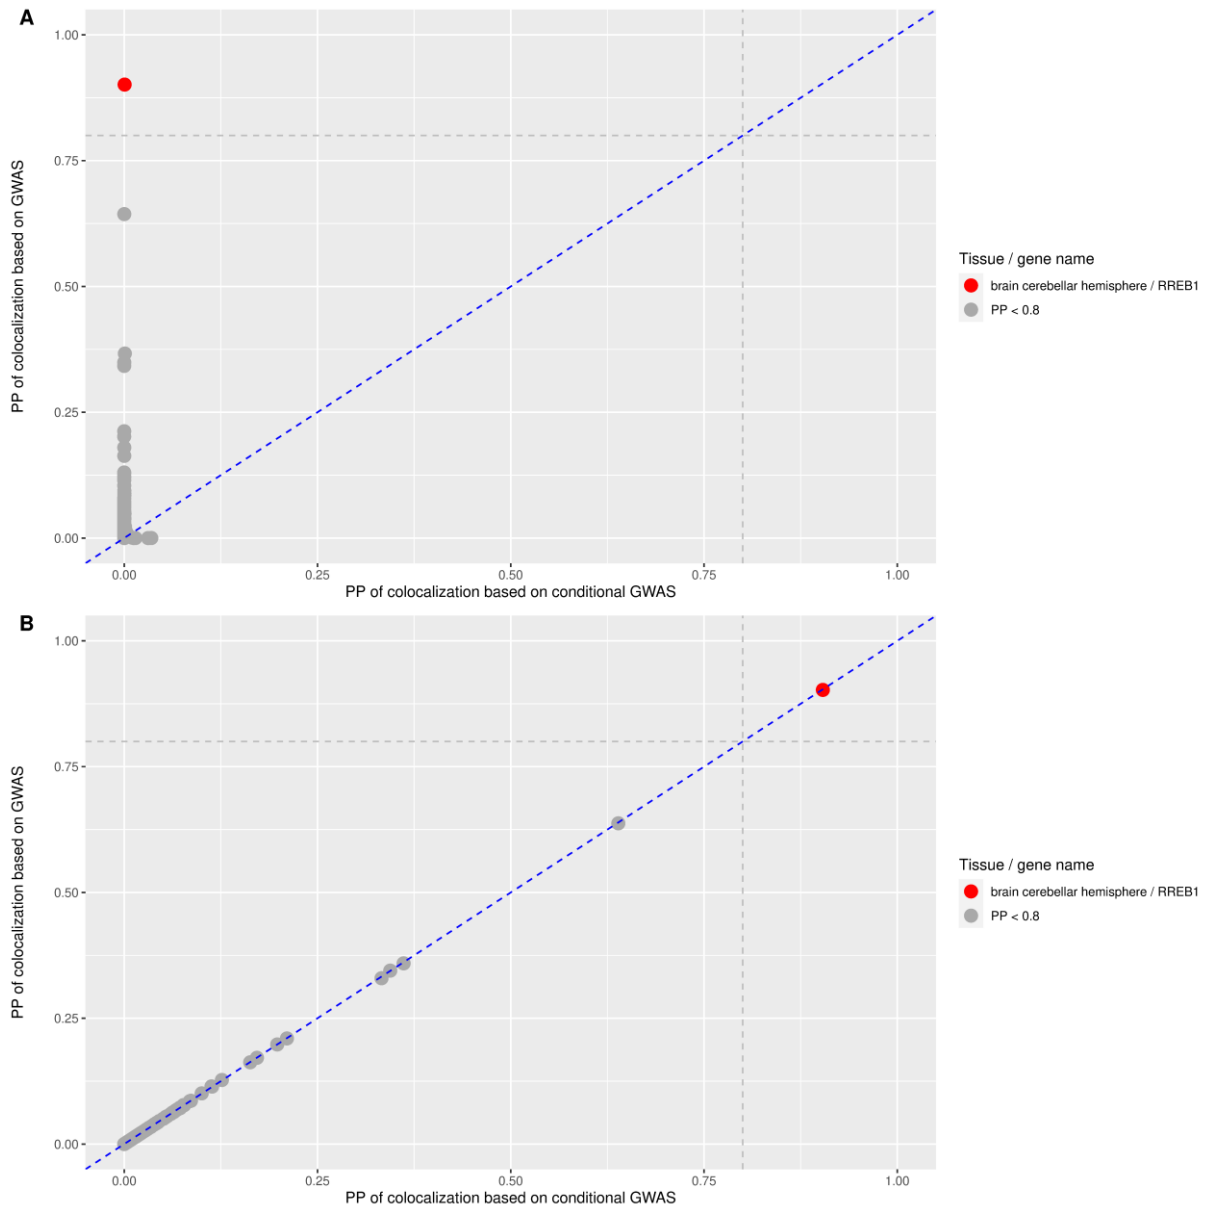 A
1.00
0.75
0.50
0.25
0.00
PP of colocalization based on GWAS
0.00 0.25 0.50 0.75 1.00
PP of colocalization based on conditional GWAS
Tissue / gene name
brain cerebellar hemisphere / RREB1
PP < 0.8
B
1.00
0.75
0.50
0.25
0.00
PP of colocalization based on GWAS
0.00 0.25 0.50 0.75 1.00
PP of colocalization based on conditional GWAS
Tissue / gene name
brain cerebellar hemisphere / RREB1
PP < 0.8